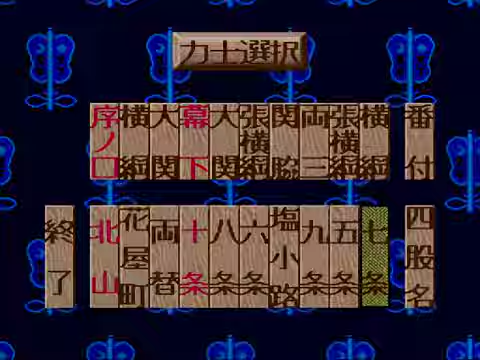 力士選択
番付
横綱
張横綱
両三
関脇
張横綱
大関
幕下
大関
横綱
序ノ口
四股名
七条
五条
九条
塩小路
六条
八条
十条
両替
花屋町
北山
終了